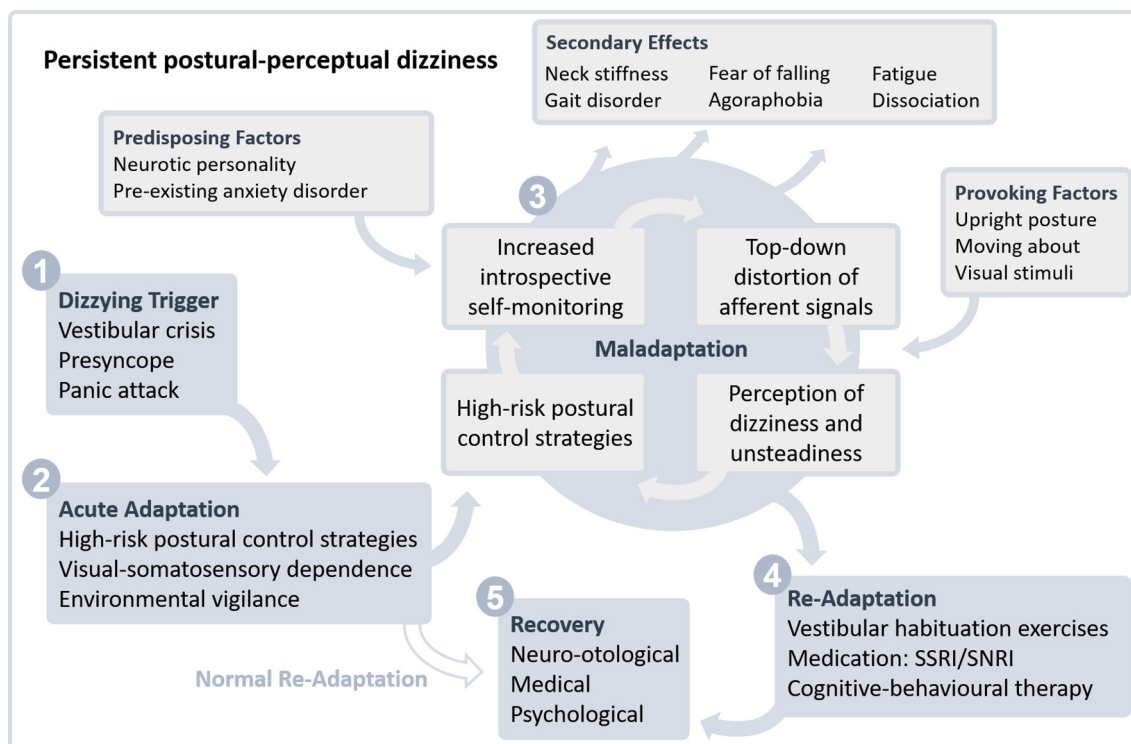 Persistent postural-perceptual dizziness
Secondary Effects
Neck stiffness Fear of falling Fatigue
Gait disorder Agoraphobia Dissociation
Predisposing Factors
Neurotic personality
Pre-existing anxiety disorder
Provoking Factors
Upright posture
Moving about
Visual stimuli
1
Dizzying Trigger
Vestibular crisis
Presyncope
Panic attack
2
Acute Adaptation
High-risk postural control strategies
Visual-somatosensory dependence
Environmental vigilance
3
Increased
introspective
self-monitoring
Top-down
distortion of
afferent signals
Maladaptation
High-risk postural
control strategies
Perception of
dizziness and
unsteadiness
4
Re-Adaptation
Vestibular habituation exercises
Medication: SSRI/SNRI
Cognitive-behavioural therapy
5
Recovery
Neuro-otological
Medical
Psychological
Normal Re-Adaptation